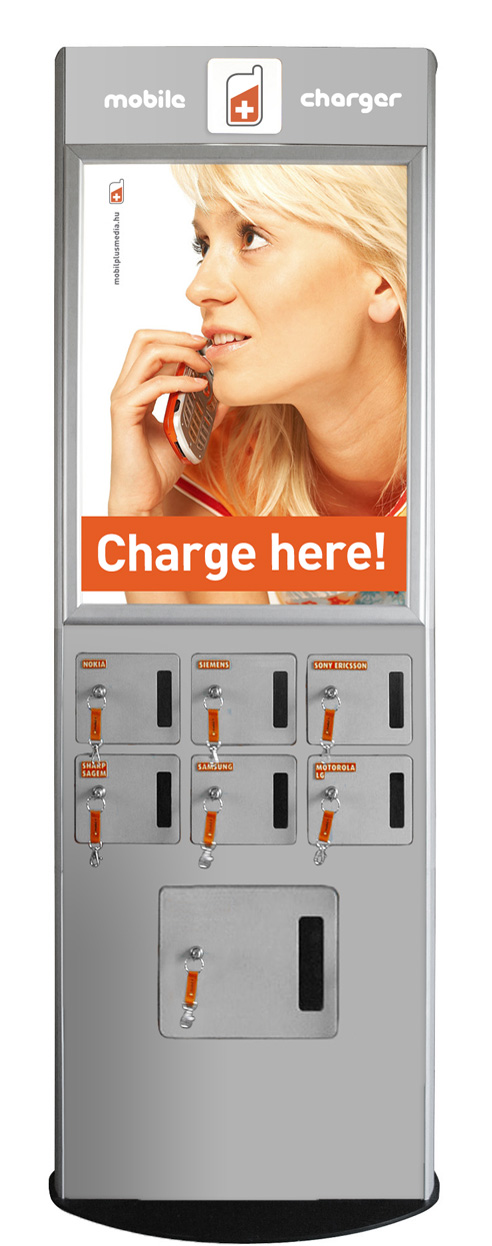 mobile charger
mobilplusmedia.hu
Charge here!
NOKIA
SIEMENS
SONY ERICSSON
SHARP
SAGEM
SAMSUNG
MOTOROLA
LG